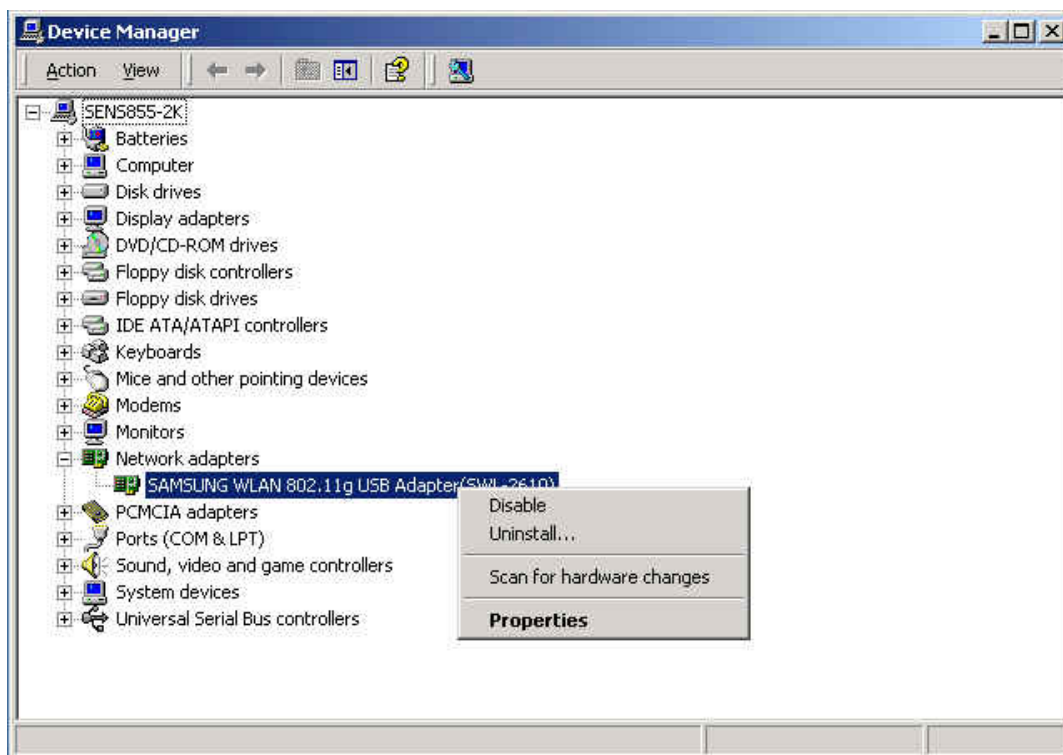 Device Manager
Action View
SENS855-2K
Batteries
Computer
Disk drives
Display adapters
DVD/CD-ROM drives
Floppy disk controllers
Floppy disk drives
IDE ATA/ATAPI controllers
Keyboards
Mice and other pointing devices
Modems
Monitors
Network adapters
SAMSUNG WLAN 802.11g USB Adapter(SWL-2610)
PCMCIA adapters
Ports (COM & LPT)
Sound, video and game controllers
System devices
Universal Serial Bus controllers
Disable
Uninstall...
Scan for hardware changes
Properties